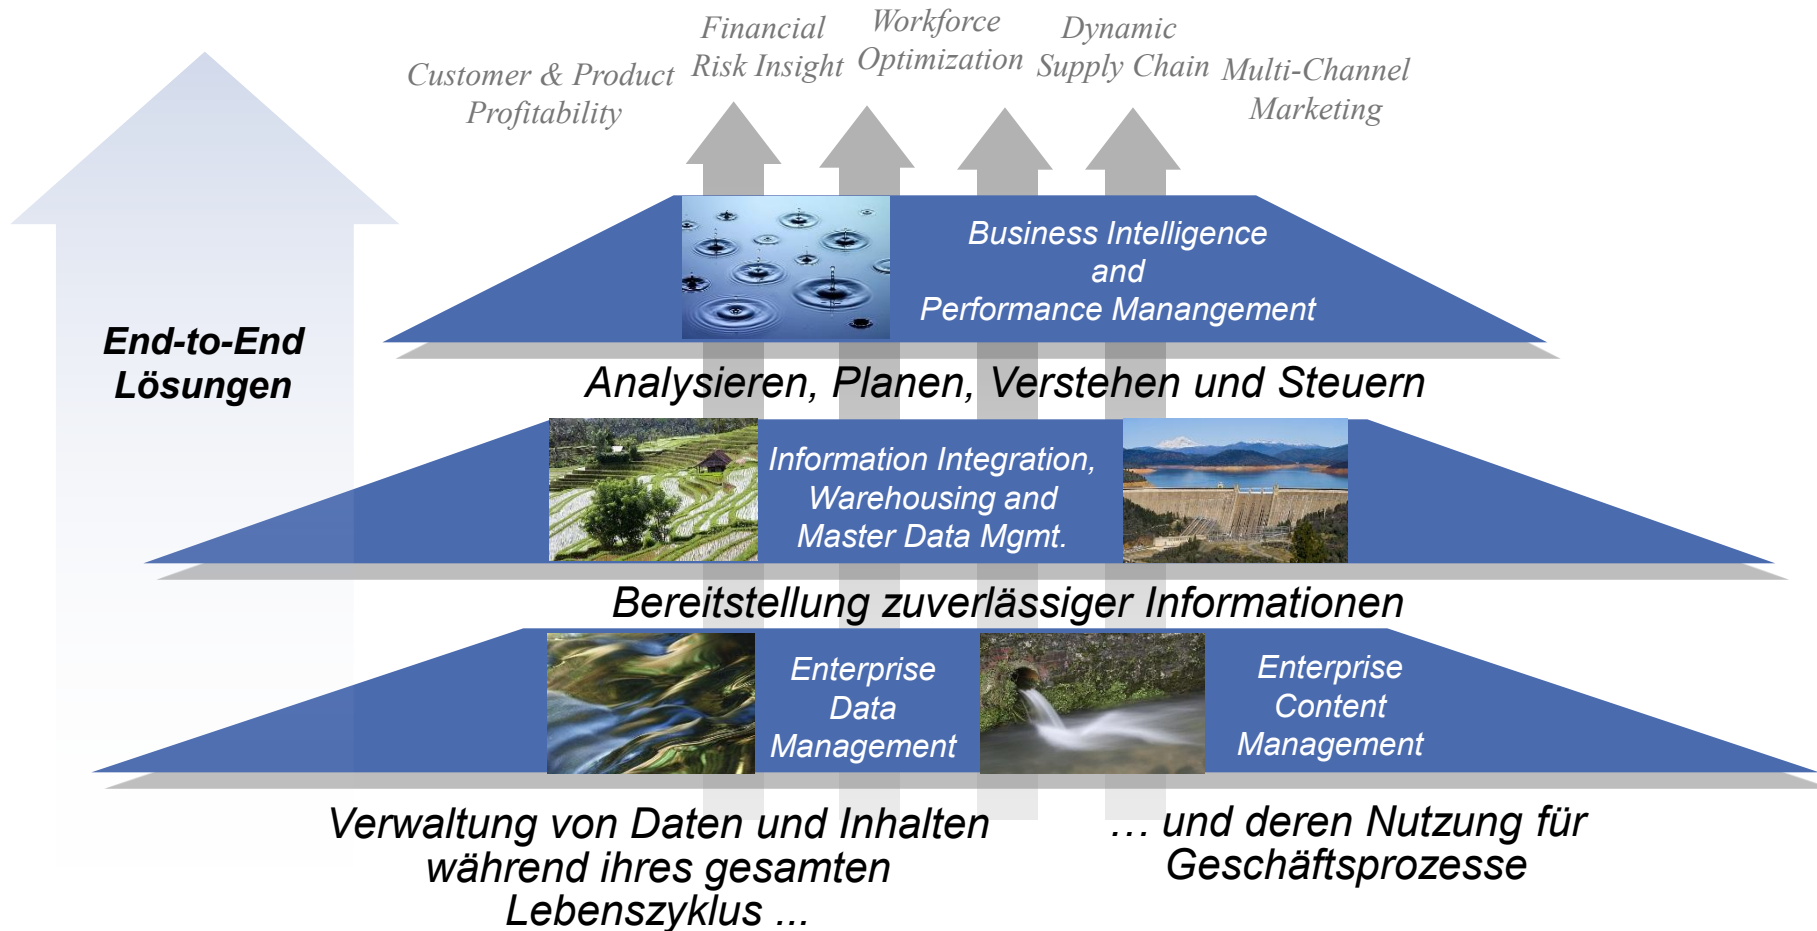 Financial
Risk Insight
Workforce
Optimization
Dynamic
Supply Chain
Customer & Product
Profitability
Multi-Channel
Marketing
Business Intelligence
and
Performance Manangement
End-to-End
Lösungen
Analysieren, Planen, Verstehen und Steuern
Information Integration,
Warehousing and
Master Data Mgmt.
Bereitstellung zuverlässiger Informationen
Enterprise
Data
Management
Enterprise
Content
Management
Verwaltung von Daten und Inhalten
während ihres gesamten
Lebenszyklus ...
… und deren Nutzung für
Geschäftsprozesse